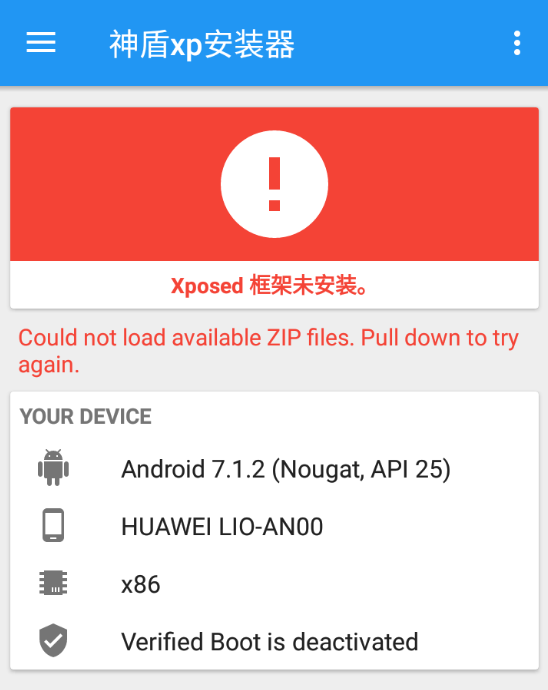 神盾xp安装器
Xposed 框架未安装。
Could not load available ZIP files. Pull down to try
again.
YOUR DEVICE
Android 7.1.2 (Nougat, API 25)
HUAWEI LIO-AN00
x86
Verified Boot is deactivated